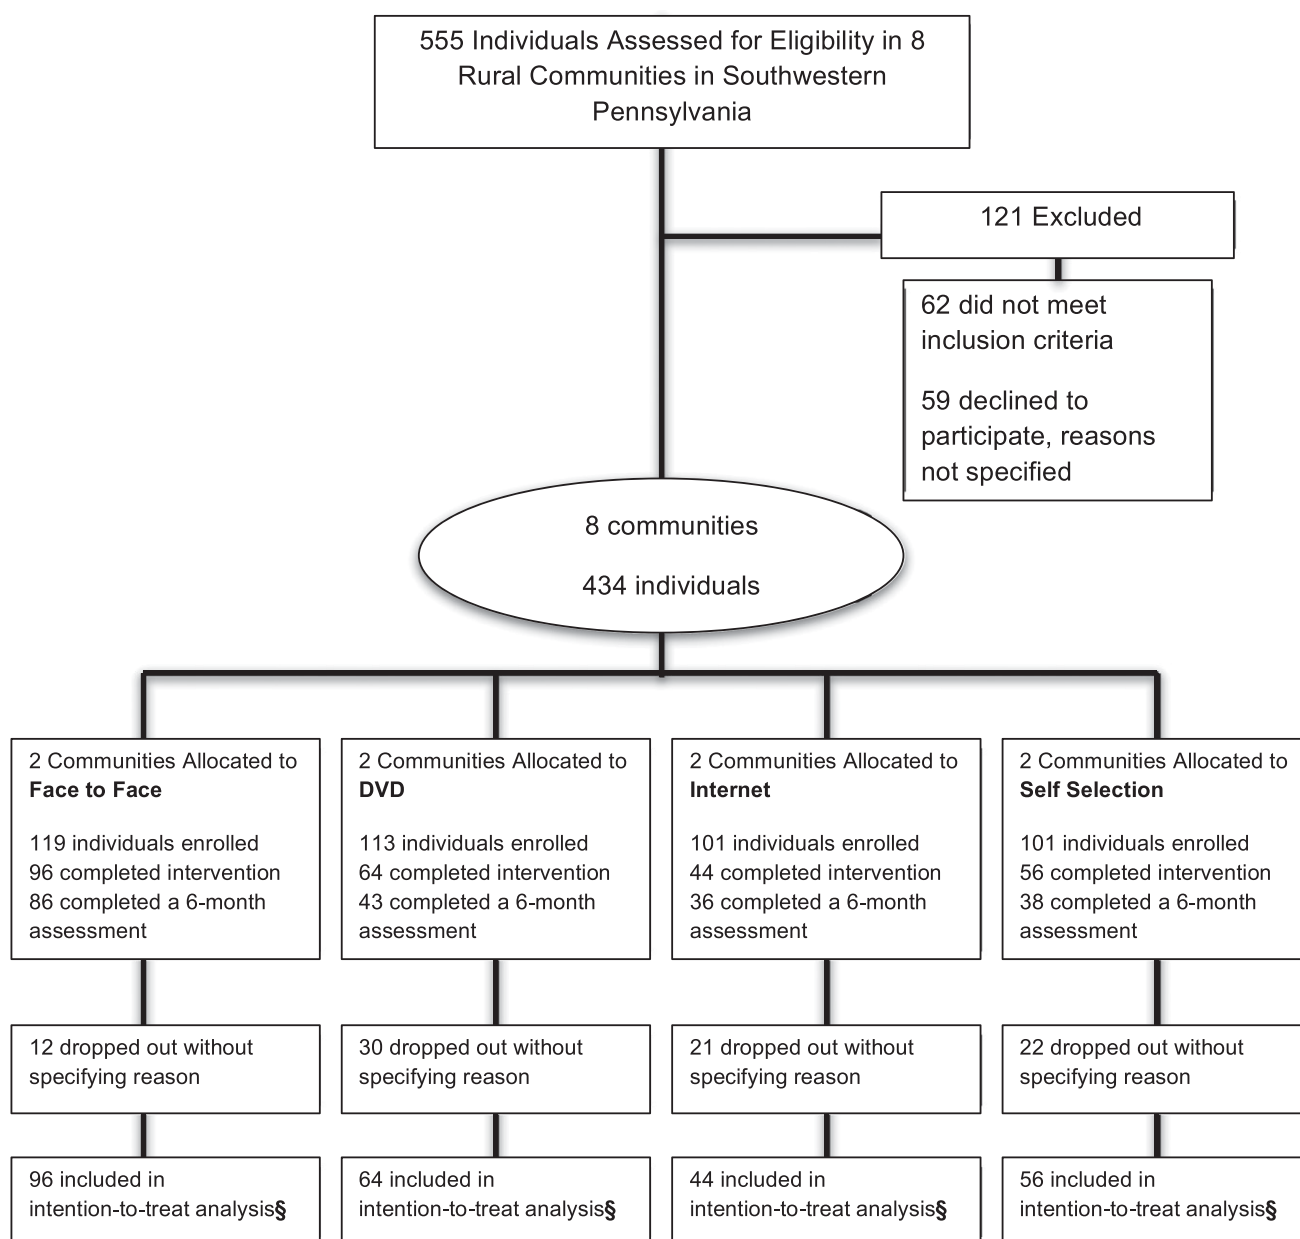 555 Individuals Assessed for Eligibility in 8
Rural Communities in Southwestern
Pennsylvania
121 Excluded
62 did not meet
inclusion criteria
59 declined to
participate, reasons
not specified
8 communities
434 individuals
2 Communities Allocated to
Face to Face
119 individuals enrolled
96 completed intervention
86 completed a 6-month
assessment
2 Communities Allocated to
DVD
113 individuals enrolled
64 completed intervention
43 completed a 6-month
assessment
2 Communities Allocated to
Internet
101 individuals enrolled
44 completed intervention
36 completed a 6-month
assessment
2 Communities Allocated to
Self Selection
101 individuals enrolled
56 completed intervention
38 completed a 6-month
assessment
12 dropped out without
specifying reason
30 dropped out without
specifying reason
21 dropped out without
specifying reason
22 dropped out without
specifying reason
96 included in
intention-to-treat analysis§
64 included in
intention-to-treat analysis§
44 included in
intention-to-treat analysis§
56 included in
intention-to-treat analysis§